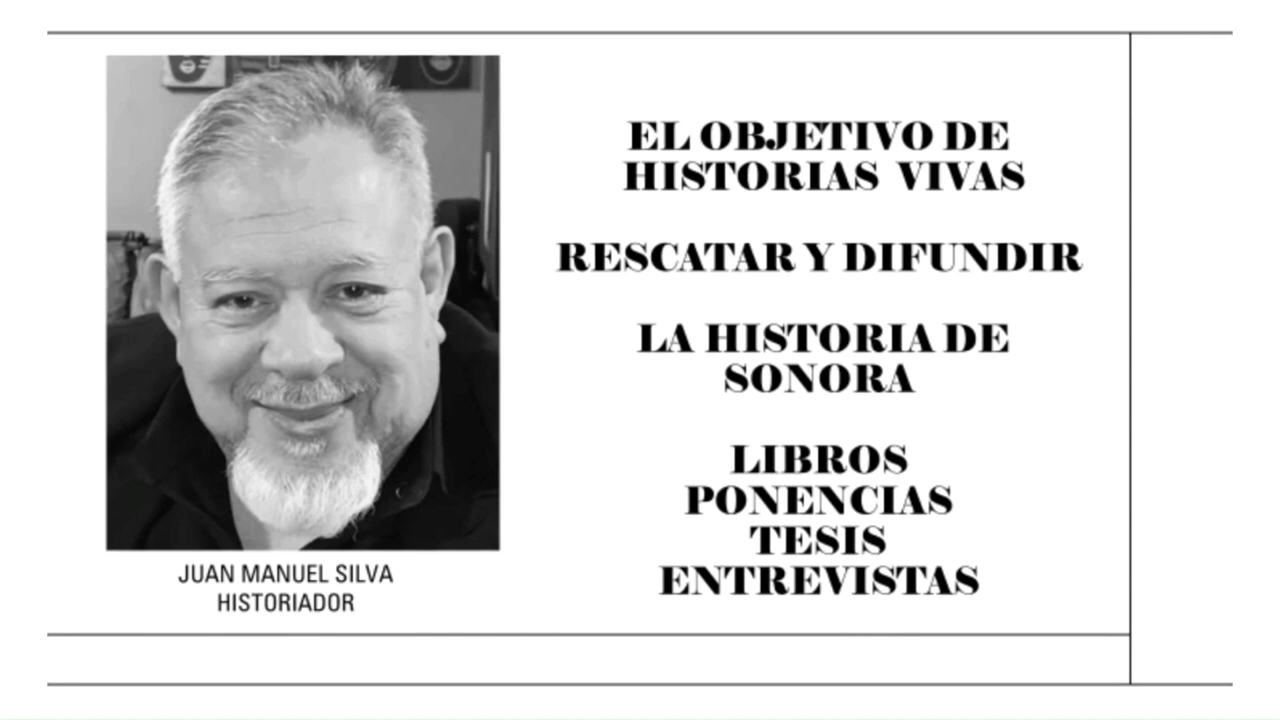 EL OBJETIVO DE
HISTORIAS VIVAS
RESCATAR Y DIFUNDIR
LA HISTORIA DE
SONORA
LIBROS
PONENCIAS
TESIS
ENTREVISTAS
JUAN MANUEL SILVA
HISTORIADOR